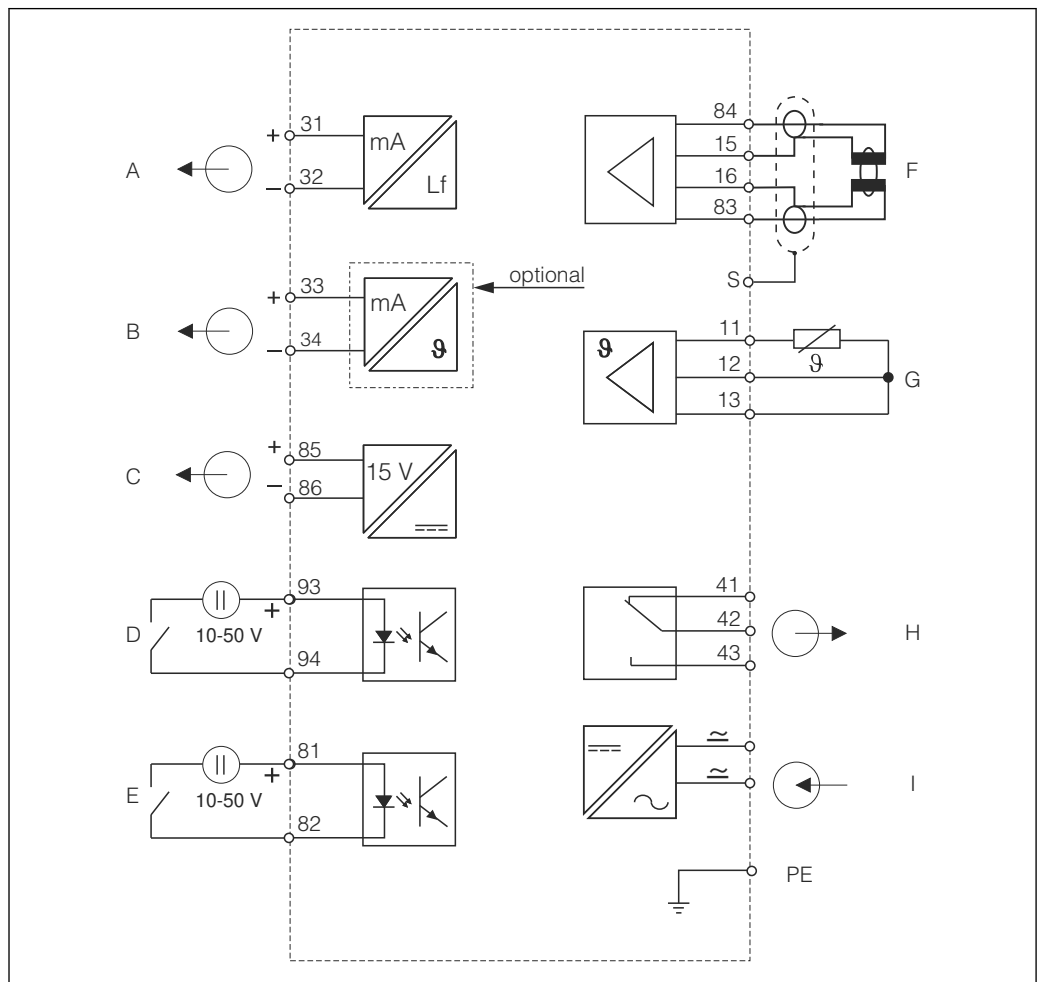 A
+ 31
− 32
mA
Lf
B
+ 33
− 34
mA
ϑ
optional
C
+ 85
− 86
15 V
D
93
+
10-50 V
94
E
81
+
10-50 V
82
84
15
16
83
F
S
ϑ
11
12
13
ϑ
G
41
42
43
H
≃
≃
I
PE